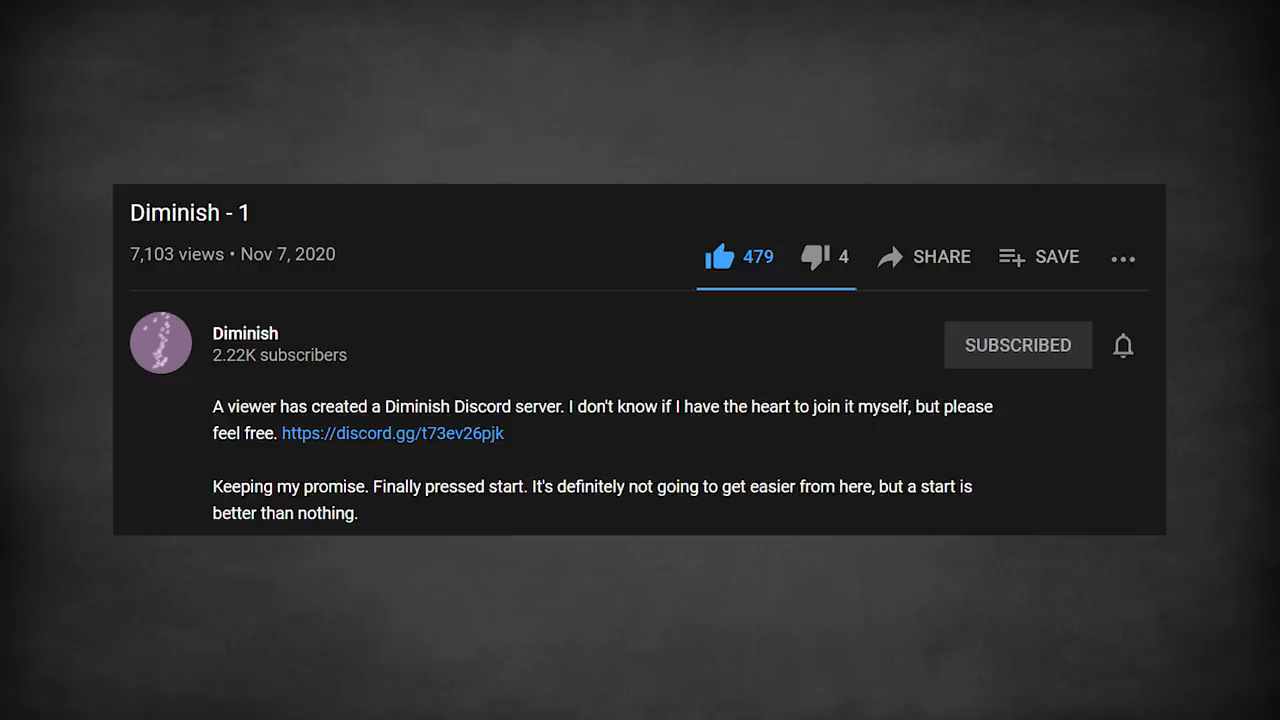 Diminish - 1
7,103 views • Nov 7, 2020
479
4
SHARE
SAVE
Diminish
2.22K subscribers
SUBSCRIBED
A viewer has created a Diminish Discord server. I don't know if I have the heart to join it myself, but please
feel free. https://discord.gg/t73ev26pjk
Keeping my promise. Finally pressed start. It's definitely not going to get easier from here, but a start is
better than nothing.